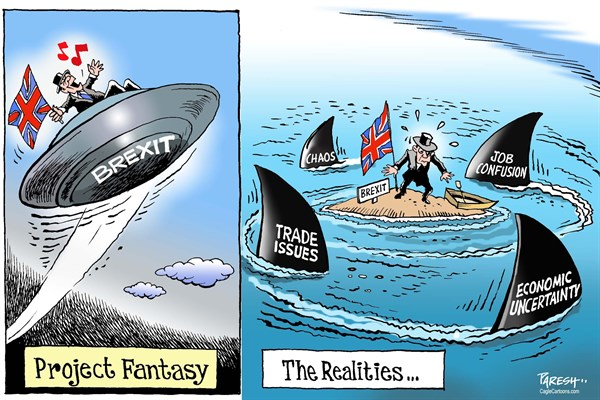 BREXIT
Project Fantasy
CHAOS
JOB
CONFUSION
BREXIT
TRADE
ISSUES
ECONOMIC
UNCERTAINTY
The Realities...
PARESH..
CagleCartoons.com